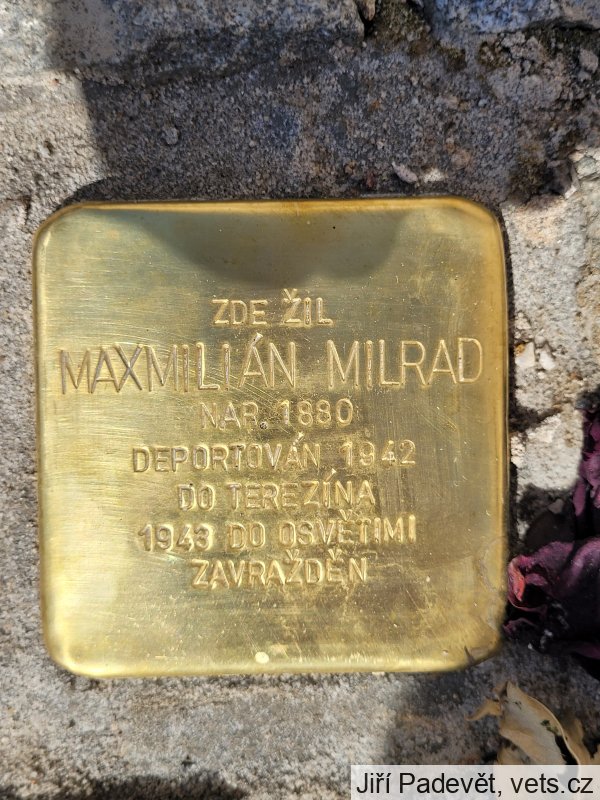 ZDE ŽIL
MAXMILIÁN MILRAD
NAR. 1880
DEPORTOVÁN 1942
DO TEREZÍNA
1943 DO OSVĚTIMI
ZAVRAŽDĚN
Jiří Padevět, vets.cz